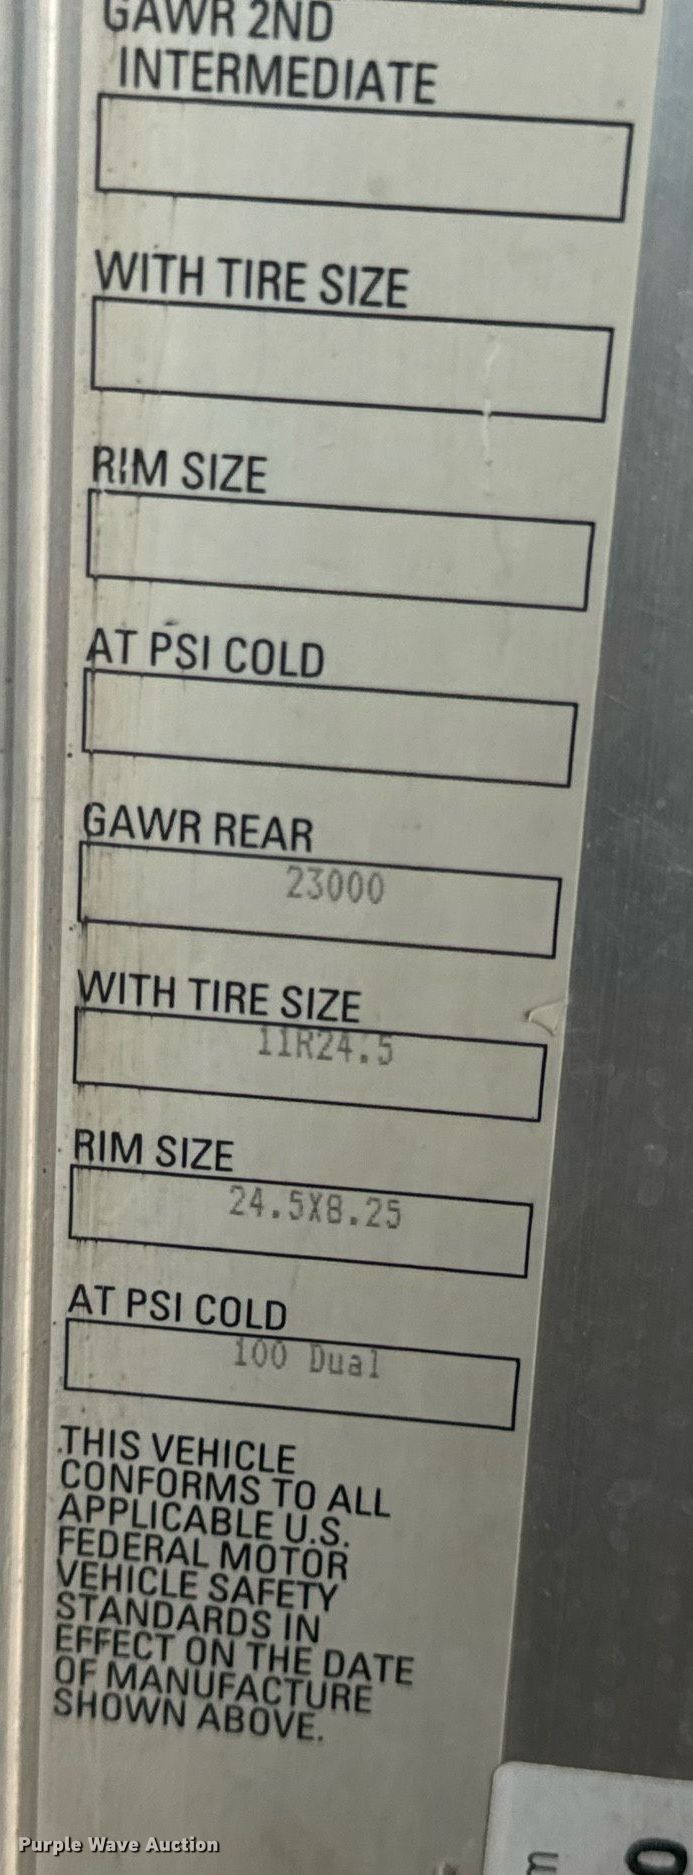 GAWR 2ND
INTERMEDIATE
WITH TIRE SIZE
RIM SIZE
AT PSI COLD
GAWR REAR
23000
WITH TIRE SIZE
11R24.5
RIM SIZE
24.5X8.25
AT PSI COLD
100 Dual
THIS VEHICLE
CONFORMS TO ALL
APPLICABLE U.S.
FEDERAL MOTOR
VEHICLE SAFETY
STANDARDS IN
EFFECT ON THE DATE
OF MANUFACTURE
SHOWN ABOVE.
Purple Wave Auction